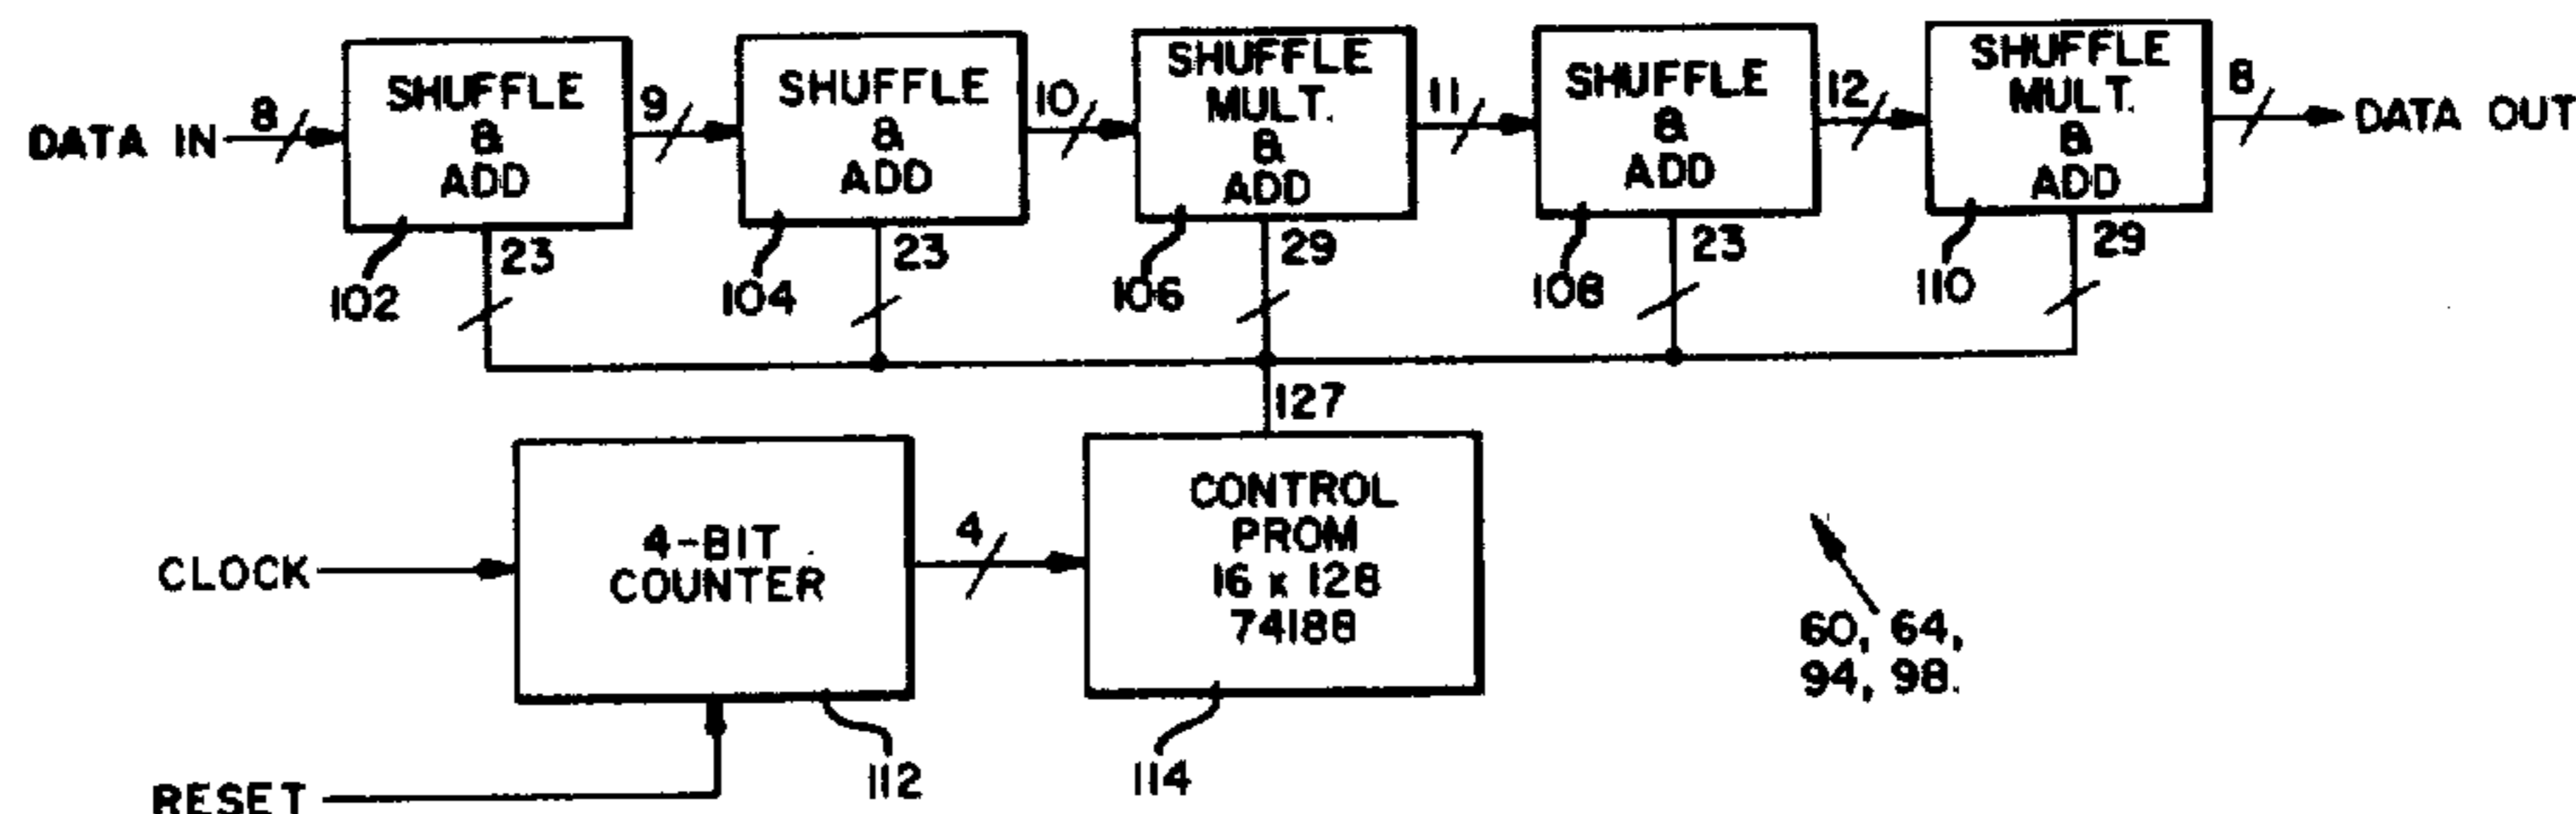 DATA IN
8
SHUFFLE
&
ADD
9
SHUFFLE
&
ADD
10
SHUFFLE
MULT.
&
ADD
11
SHUFFLE
&
ADD
12
SHUFFLE
MULT.
&
ADD
8
DATA OUT
102
23
104
23
106
29
108
23
110
29
127
CLOCK
4-BIT
COUNTER
4
CONTROL
PROM
16 x 128
74188
60, 64,
94, 98.
RESET
112
114